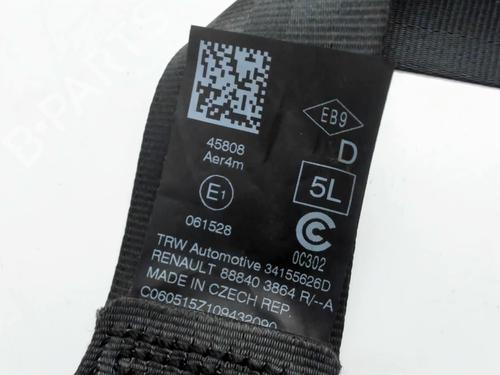 EB9
D
45808
Aer4m
5L
E1
061528
C
0C302
TRW Automotive 34155626D
RENAULT 88840 3864 R/--A
MADE IN CZECH REP.
C060515Z109432090
B-Parts